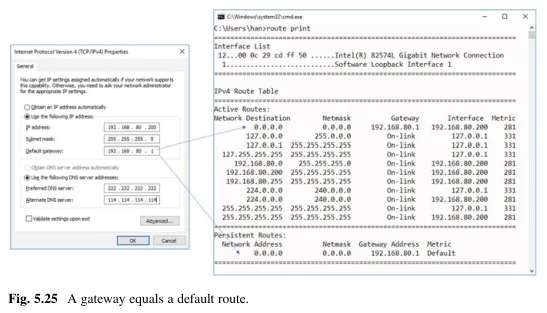 Internet Protocol Version 4 (TCP/IPv4) Properties
General
You can get IP settings assigned automatically if your network supports
this capability. Otherwise, you need to ask your network administrator
for the appropriate IP settings.
Obtain an IP address automatically
Use the following IP address:
IP address: 192 . 168 . 80 . 200
Subnet mask: 255 . 255 . 255 . 0
Default gateway: 192 . 168 . 80 . 1
Obtain DNS server address automatically
Use the following DNS server addresses:
Preferred DNS server: 222 . 222 . 222 . 222
Alternate DNS server: 114 . 114 . 114 . 114
Validate settings upon exit
Advanced...
OK Cancel
C:\Windows\system32\cmd.exe
C:\Users\han>route print
===========================================================================
Interface List
12...00 0c 29 cd ff 50 ......Intel(R) 82574L Gigabit Network Connection
1...........................Software Loopback Interface 1
===========================================================================
IPv4 Route Table
===========================================================================
Active Routes:
Network Destination Netmask Gateway Interface Metric
0.0.0.0 0.0.0.0 192.168.80.1 192.168.80.200 281
127.0.0.0 255.0.0.0 On-link 127.0.0.1 331
127.0.0.1 255.255.255.255 On-link 127.0.0.1 331
127.255.255.255 255.255.255.255 On-link 127.0.0.1 331
192.168.80.0 255.255.255.0 On-link 192.168.80.200 281
192.168.80.200 255.255.255.255 On-link 192.168.80.200 281
192.168.80.255 255.255.255.255 On-link 192.168.80.200 281
224.0.0.0 240.0.0.0 On-link 127.0.0.1 331
224.0.0.0 240.0.0.0 On-link 192.168.80.200 281
255.255.255.255 255.255.255.255 On-link 127.0.0.1 331
255.255.255.255 255.255.255.255 On-link 192.168.80.200 281
===========================================================================
Persistent Routes:
Network Address Netmask Gateway Address Metric
0.0.0.0 0.0.0.0 192.168.80.1 Default
===========================================================================
Fig. 5.25 A gateway equals a default route.